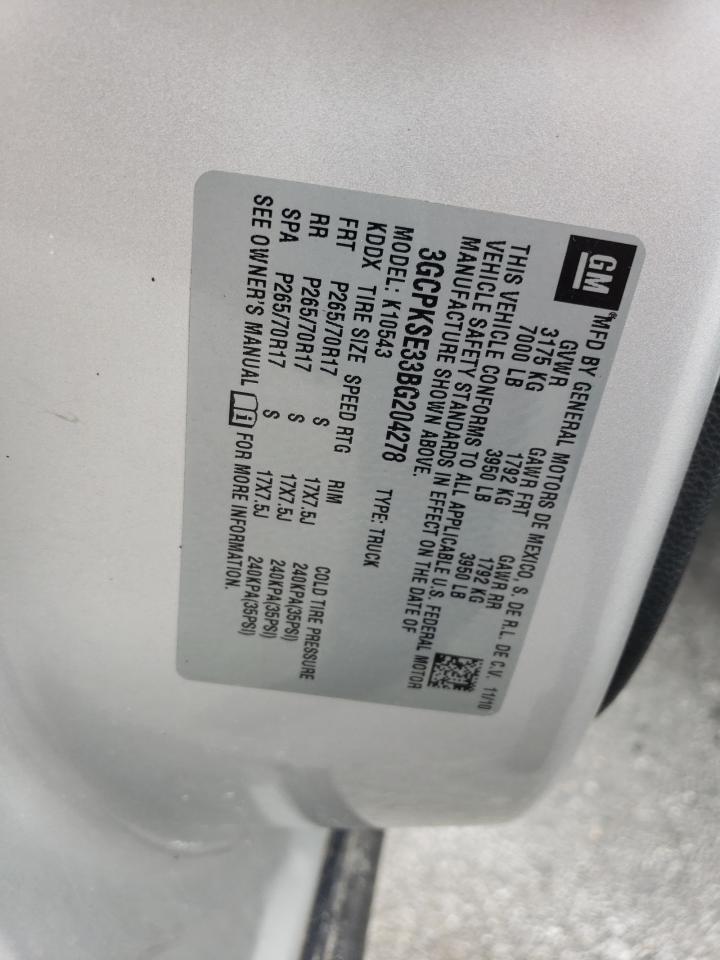 GM
MFD BY GENERAL MOTORS DE MEXICO, S. DE R.L. DE C.V. 11/10
GVWR GAWR FRT GAWR RR
3175 KG 1792 KG 1792 KG
7000 LB 3950 LB 3950 LB
THIS VEHICLE CONFORMS TO ALL APPLICABLE U.S. FEDERAL MOTOR
VEHICLE SAFETY STANDARDS IN EFFECT ON THE DATE OF
MANUFACTURE SHOWN ABOVE.
3GCPKSE33BG204278 TYPE: TRUCK
MODEL: K10543
KDDX TIRE SIZE SPEED RTG RIM COLD TIRE PRESSURE
FRT P265/70R17 S 17X7.5J 240KPA(35PSI)
RR P265/70R17 S 17X7.5J 240KPA(35PSI)
SPA P265/70R17 S 17X7.5J 240KPA(35PSI)
SEE OWNER'S MANUAL i FOR MORE INFORMATION.